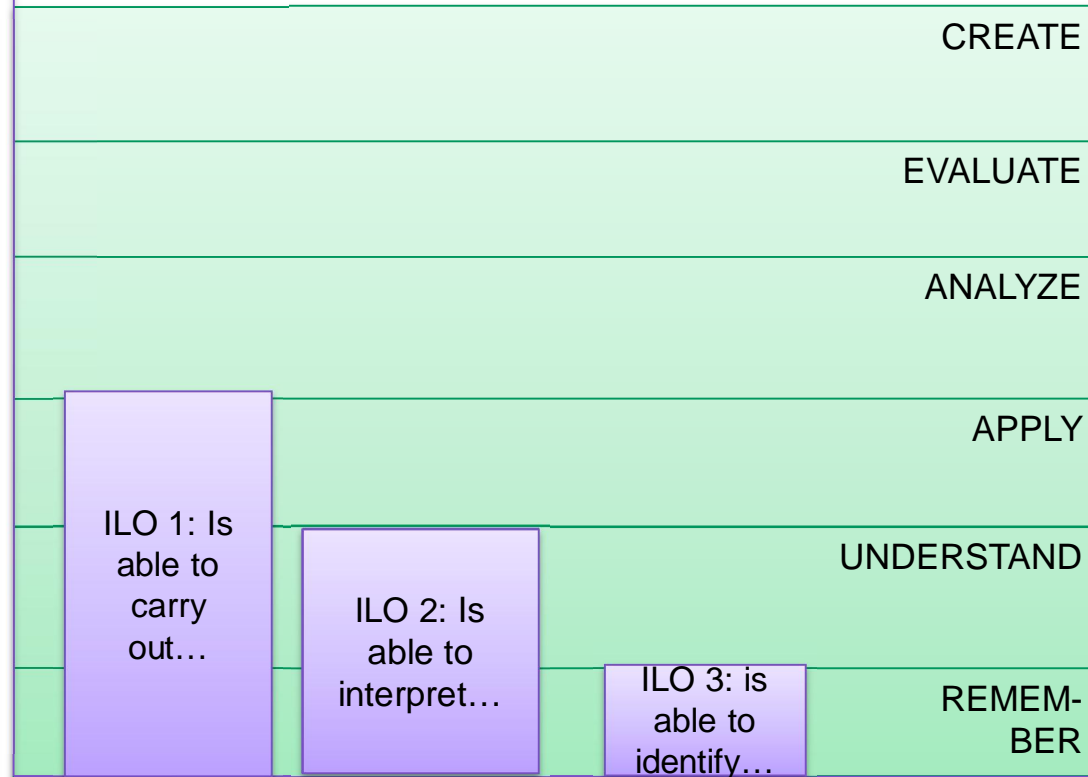 CREATE
EVALUATE
ANALYZE
APPLY
ILO 1: Is
able to
carry
out…
UNDERSTAND
ILO 2: Is
able to
interpret…
ILO 3: is
able to
identify…
REMEM-
BER